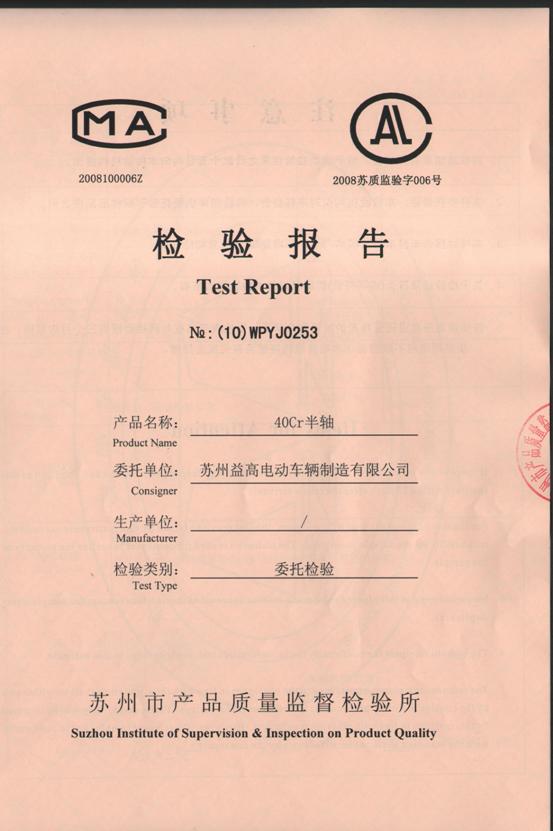 MA
AL
2008100006Z
2008苏质监验字006号
检验报告
Test Report
№:(10)WPYJ0253
产品名称: 40Cr半轴
Product Name
委托单位: 苏州益高电动车辆制造有限公司
Consigner
生产单位: /
Manufacturer
检验类别: 委托检验
Test Type
苏州市产品质量监督检验所
Suzhou Institute of Supervision & Inspection on Product Quality